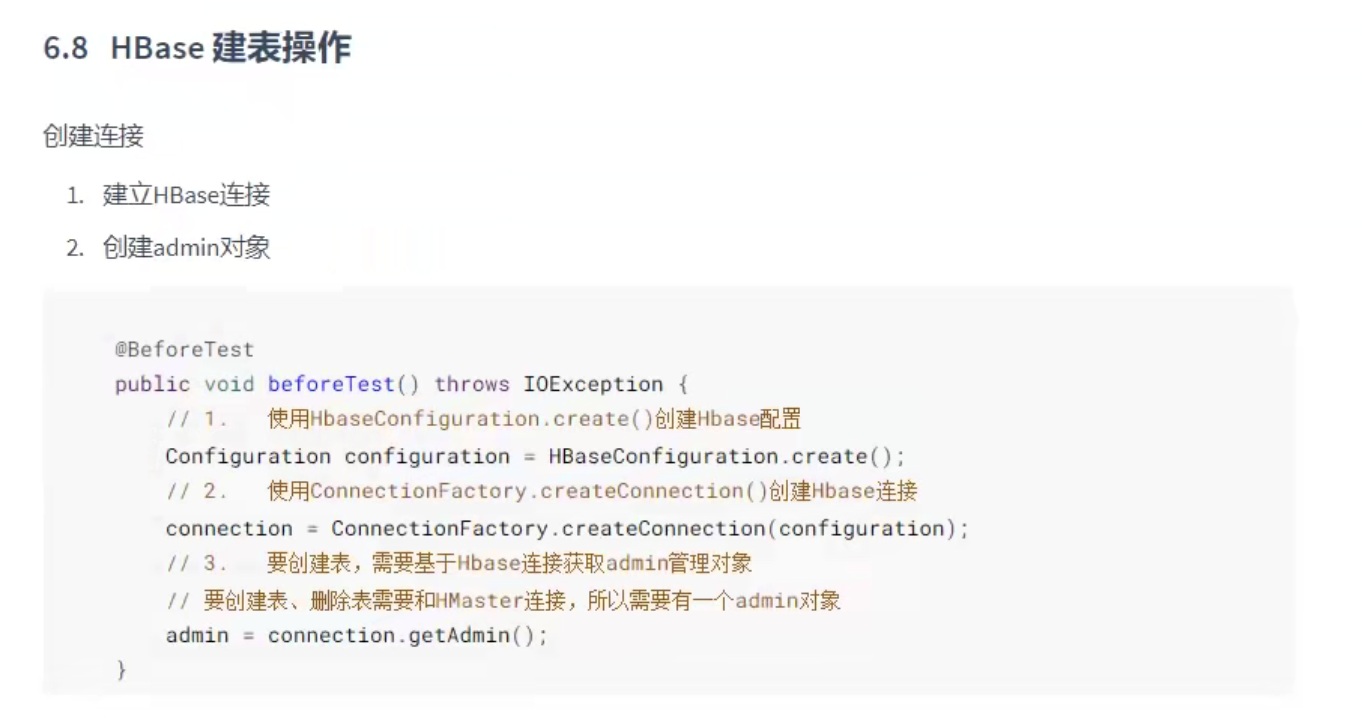 6.8 HBase 建表操作
创建连接
1. 建立HBase连接
2. 创建admin对象
@BeforeTest
public void beforeTest() throws IOException {
// 1. 使用HbaseConfiguration.create()创建Hbase配置
Configuration configuration = HBaseConfiguration.create();
// 2. 使用ConnectionFactory.createConnection()创建Hbase连接
connection = ConnectionFactory.createConnection(configuration);
// 3. 要创建表，需要基于Hbase连接获取admin管理对象
// 要创建表、删除表需要和HMaster连接，所以需要有一个admin对象
admin = connection.getAdmin();
}